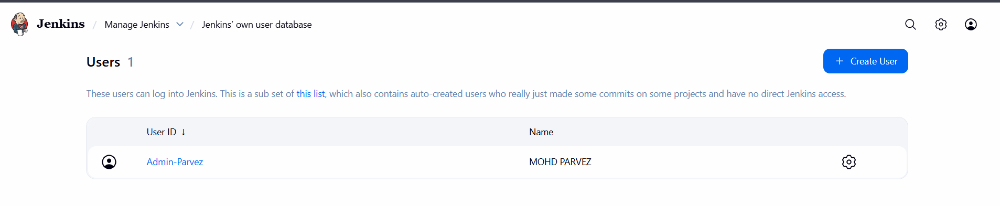 Jenkins / Manage Jenkins / Jenkins’ own user database
Users 1
+ Create User
These users can log into Jenkins. This is a sub set of this list, which also contains auto-created users who really just made some commits on some projects and have no direct Jenkins access.
User ID ↓ Name
Admin-Parvez MOHD PARVEZ